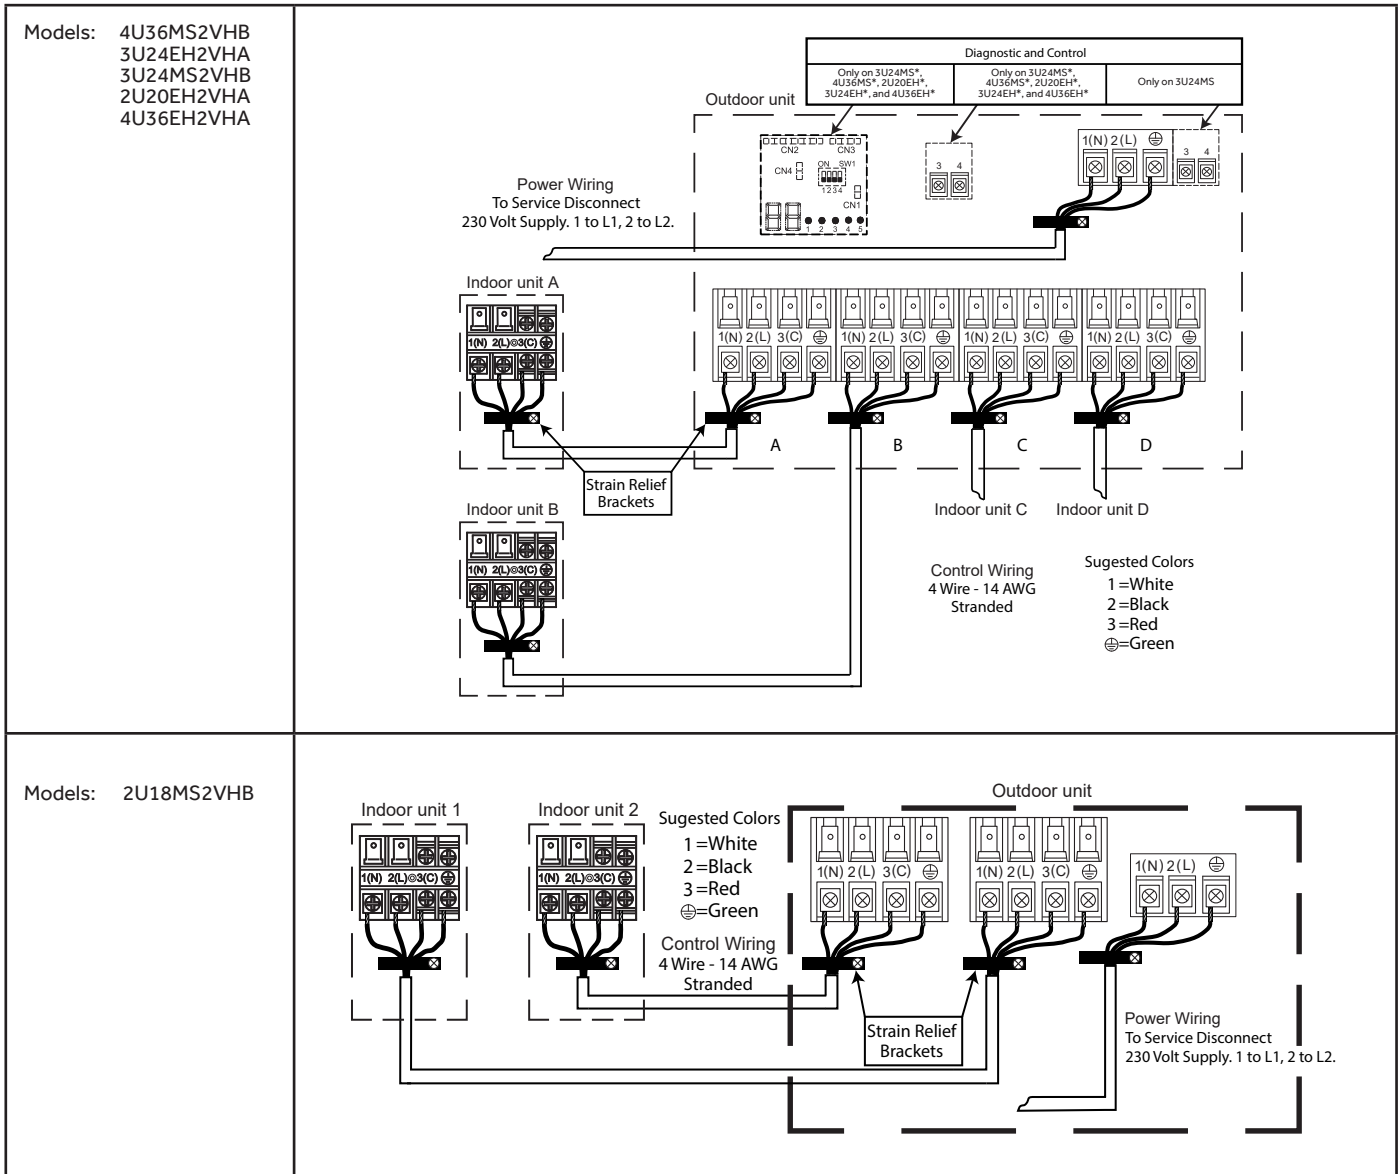 Models: 4U36MS2VHB
3U24EH2VHA
3U24MS2VHB
2U20EH2VHA
4U36EH2VHA
Diagnostic and Control
Only on 3U24MS*,
4U36MS*, 2U20EH*,
3U24EH*, and 4U36EH*
Only on 3U24MS*,
4U36MS*, 2U20EH*,
3U24EH*, and 4U36EH*
Only on 3U24MS
Outdoor unit
CN2 CN3
CN4
ON SW1
1 2 3 4
CN1
1 2 3 4 5
3 4
1(N) 2(L)
3 4
Power Wiring
To Service Disconnect
230 Volt Supply. 1 to L1, 2 to L2.
Indoor unit A
1(N) 2(L) 3(C)
1(N) 2(L) 3(C)
1(N) 2(L) 3(C)
1(N) 2(L) 3(C)
1(N) 2(L) 3(C)
A B C D
Strain Relief
Brackets
Indoor unit B
1(N) 2(L) 3(C)
Indoor unit C
Indoor unit D
Control Wiring
4 Wire - 14 AWG
Stranded
Sugested Colors
1 =White
2 =Black
3 =Red
⏚=Green
Models: 2U18MS2VHB
Indoor unit 1
1(N) 2(L) 3(C)
Indoor unit 2
1(N) 2(L) 3(C)
Sugested Colors
1 =White
2 =Black
3 =Red
⏚=Green
Control Wiring
4 Wire - 14 AWG
Stranded
Outdoor unit
1(N) 2(L) 3(C)
1(N) 2(L) 3(C)
1(N) 2(L)
Strain Relief
Brackets
Power Wiring
To Service Disconnect
230 Volt Supply. 1 to L1, 2 to L2.